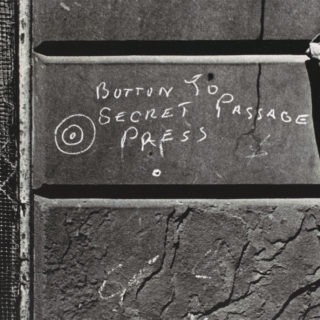 BUTTON TO
SECRET PASSAGE
PRESS